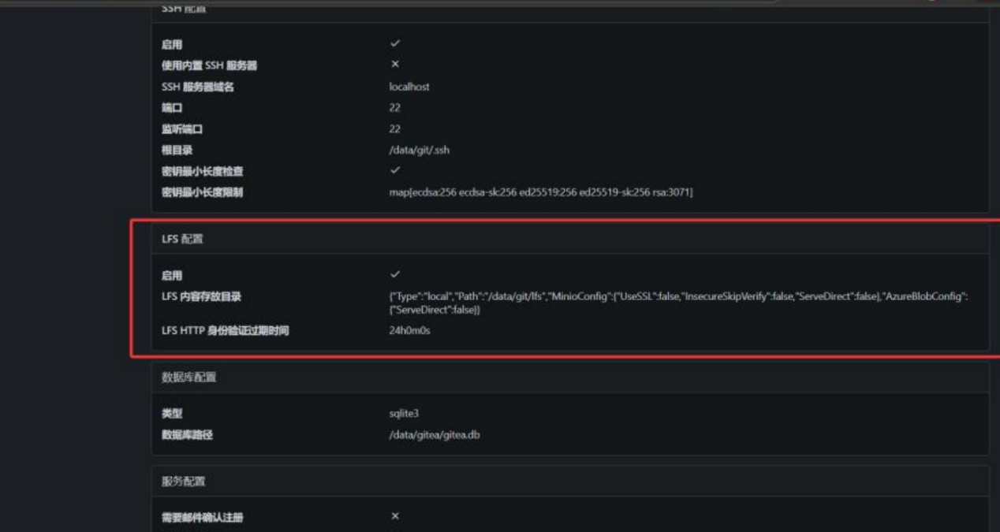 SSH 配置
启用 ✓
使用内置 SSH 服务器 ×
SSH 服务器域名 localhost
端口 22
监听端口 22
根目录 /data/git/.ssh
密钥最小长度检查 ✓
密钥最小长度限制 map[ecdsa:256 ecdsa-sk:256 ed25519:256 ed25519-sk:256 rsa:3071]
LFS 配置
启用 ✓
LFS 内容存放目录 {"Type":"local","Path":"/data/git/lfs","MinioConfig":{"UseSSL":false,"InsecureSkipVerify":false,"ServeDirect":false},"AzureBlobConfig":
{"ServeDirect":false}}
LFS HTTP 身份验证过期时间 24h0m0s
数据库配置
类型 sqlite3
数据库路径 /data/gitea/gitea.db
服务配置
需要邮件确认注册 ×